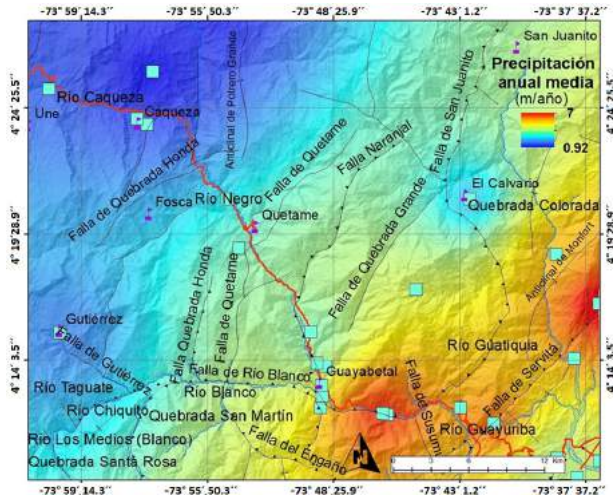 -73° 59'14.3'' -73° 55'50.0'' -73° 48'25.9'' -73° 43'1.1'' -73° 37'37.2''
San Juanito
Precipitación
anual media
(m/año)
7
0.92
4° 24'25.5''
4° 24'25.5''
Río Caqueza
Caqueza
Une
Anticlinal de Potrero Grande
Falla de San Juanito
Falla Naranjal
Falla de Quetame
Falla de Quebrada Honda
Río Negro
Fosca
Quetame
El Calvario
Quebrada Colorada
4° 19'28.9''
4° 19'28.9''
Falla de Quebrada Grande
Anticlinal de Monfort
Falla Quebrada Honda
Falla de Quetame
Gutiérrez
Falla de Gutiérrez
Río Guatiquia
4° 14'3.5''
4° 14'3.5''
Falla de Servitá
Guayabetal
Falla de Río Blanco
Río Taguate
Río Blanco
Río Chiquito
Quebrada San Martín
Falla de Susumu
Río Guayuriba
Río Los Medios (Blanco)
Falla del Engaño
Quebrada Santa Rosa
N
0 3 6 12 Km
-73° 59'14.3'' -73° 55'50.0'' -73° 48'25.9'' -73° 43'1.1'' -73° 37'37.2''